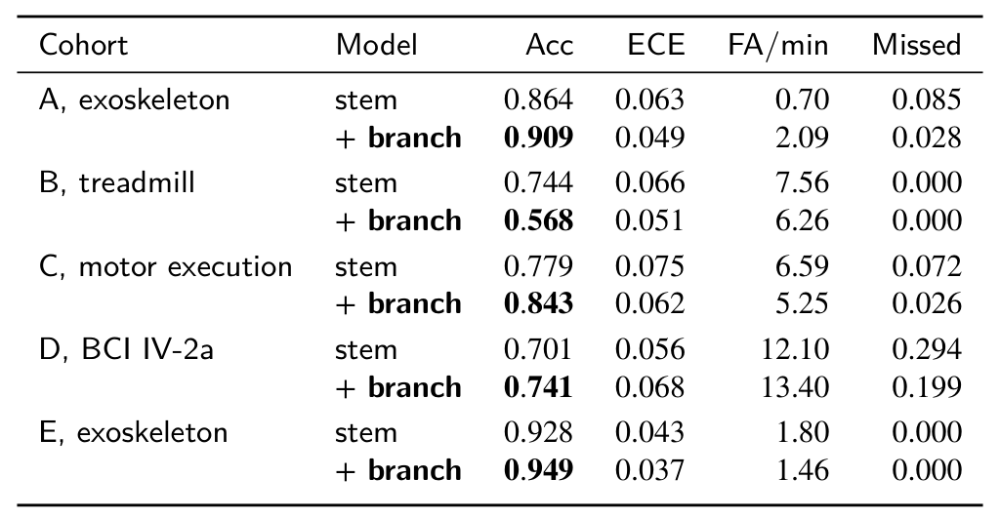 Cohort Model Acc ECE FA/min Missed
A, exoskeleton stem 0.864 0.063 0.70 0.085
+ branch 0.909 0.049 2.09 0.028
B, treadmill stem 0.744 0.066 7.56 0.000
+ branch 0.568 0.051 6.26 0.000
C, motor execution stem 0.779 0.075 6.59 0.072
+ branch 0.843 0.062 5.25 0.026
D, BCI IV-2a stem 0.701 0.056 12.10 0.294
+ branch 0.741 0.068 13.40 0.199
E, exoskeleton stem 0.928 0.043 1.80 0.000
+ branch 0.949 0.037 1.46 0.000